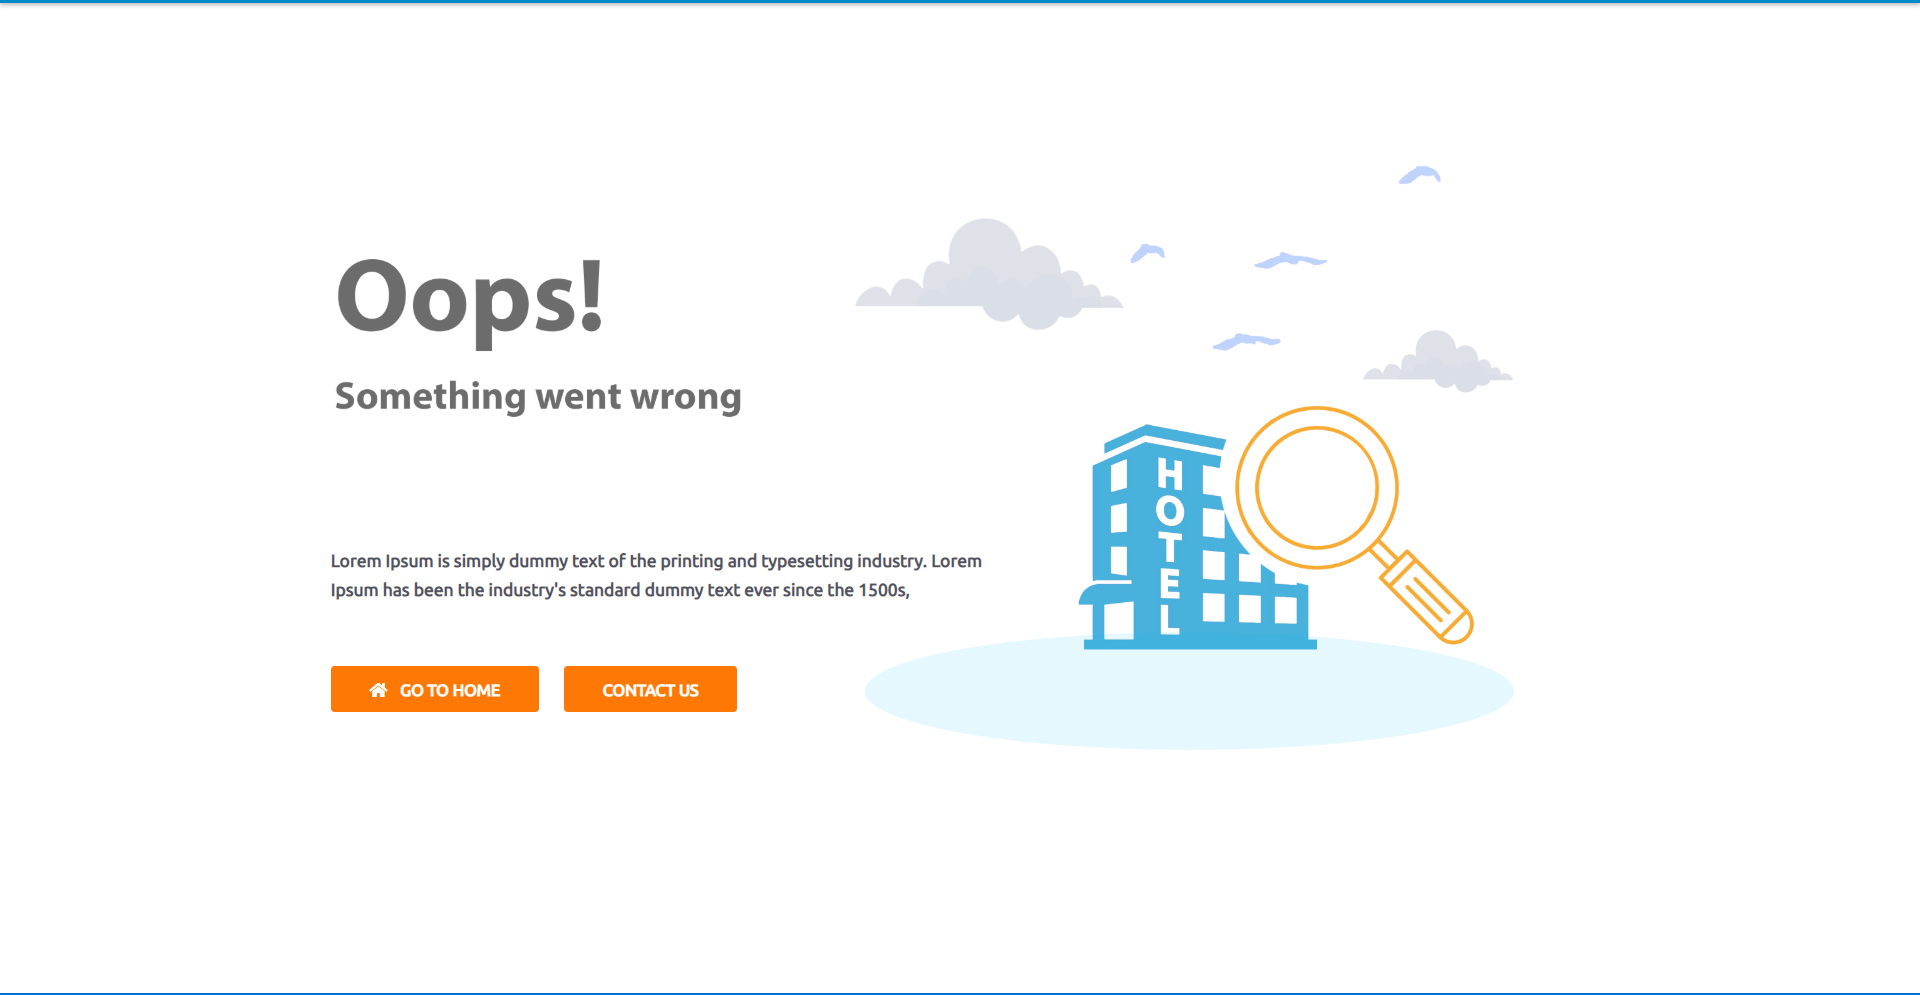 Oops!
Something went wrong
Lorem Ipsum is simply dummy text of the printing and typesetting industry. Lorem
Ipsum has been the industry's standard dummy text ever since the 1500s,
GO TO HOME
CONTACT US
HOTEL